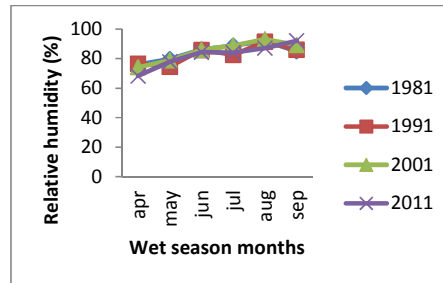 Relative humidity (%)
100
80
60
40
20
0
apr
may
jun
jul
aug
sep
Wet season months
1981
1991
2001
2011